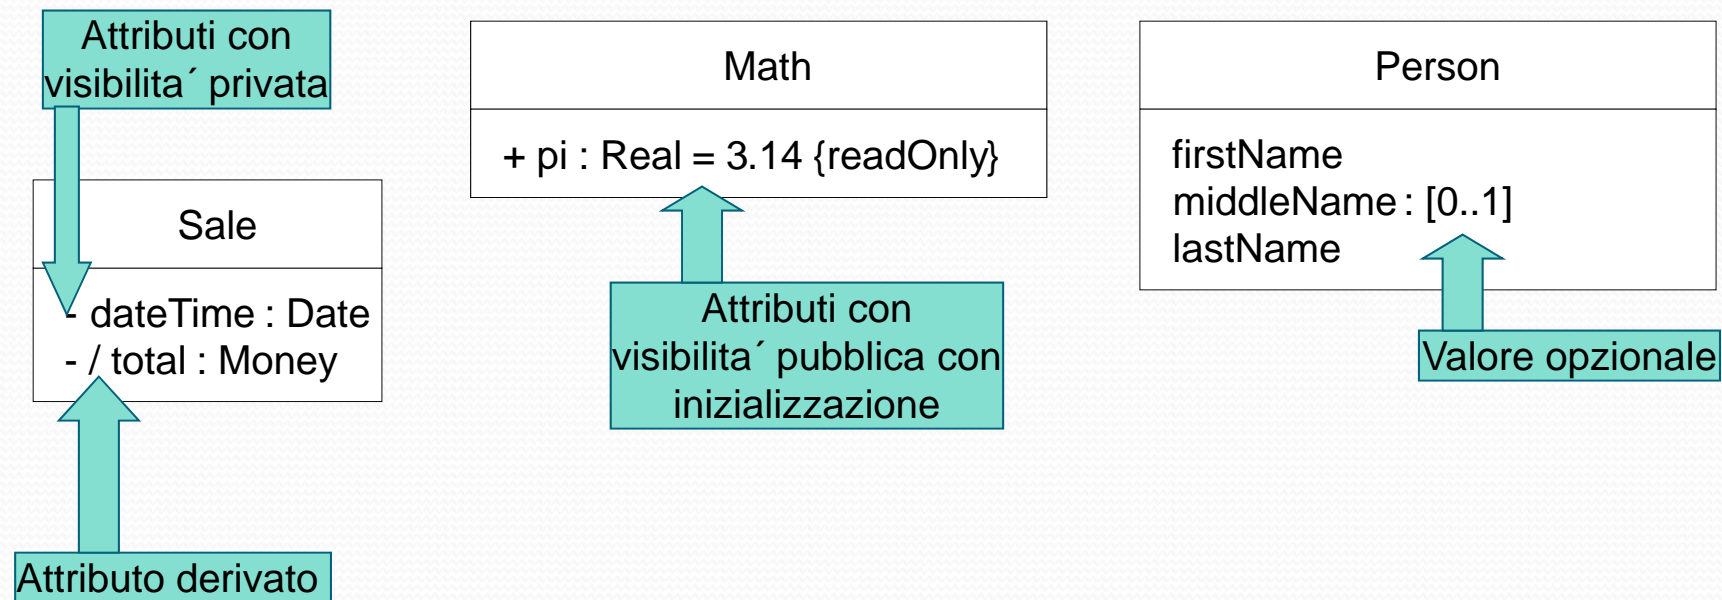 Attributi con
visibilita´ privata
Sale
- dateTime : Date
- / total : Money
Attributo derivato
Math
+ pi : Real = 3.14 {readOnly}
Attributi con
visibilita´ pubblica con
inizializzazione
Person
firstName
middleName : [0..1]
lastName
Valore opzionale